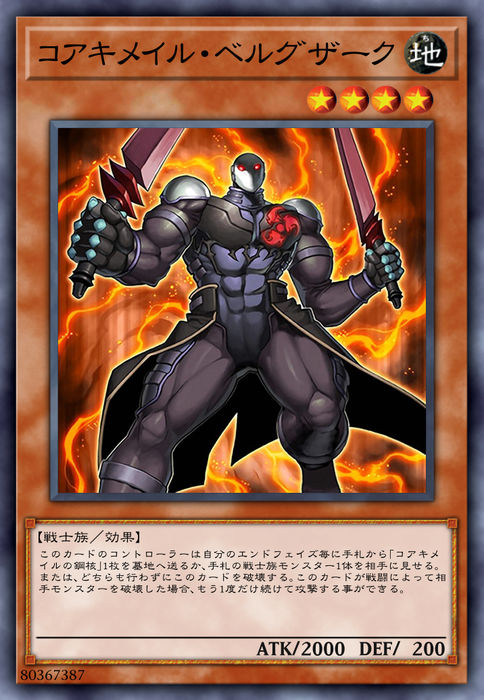 コアキメイル・ベルグザーク
地
ち
【戦士族／効果】
このカードのコントローラーは自分のエンドフェイズ毎に手札から「コアキメ
イルの鋼核」1枚を墓地へ送るか、手札の戦士族モンスター1体を相手に見せる。
または、どちらも行わずにこのカードを破壊する。このカードが戦闘によって相
手モンスターを破壊した場合、もう1度だけ続けて攻撃する事ができる。
ATK/2000 DEF/ 200
80367387